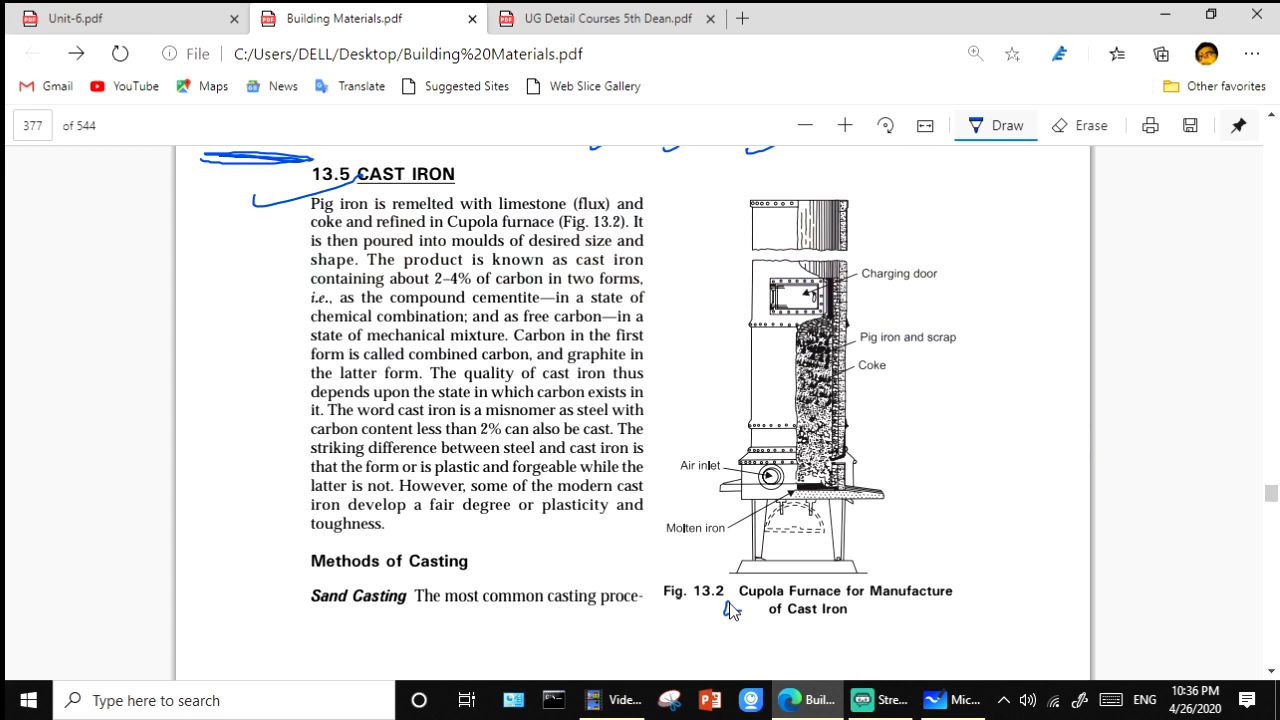 Unit-6.pdf
Building Materials.pdf
UG Detail Courses 5th Dean.pdf
File
C:/Users/DELL/Desktop/Building%20Materials.pdf
Gmail
YouTube
Maps
News
Translate
Suggested Sites
Web Slice Gallery
Other favorites
377 of 544
Draw
Erase
13.5 CAST IRON
Pig iron is remelted with limestone (flux) and
coke and refined in Cupola furnace (Fig. 13.2). It
is then poured into moulds of desired size and
shape. The product is known as cast iron
containing about 2–4% of carbon in two forms,
i.e., as the compound cementite—in a state of
chemical combination; and as free carbon—in a
state of mechanical mixture. Carbon in the first
form is called combined carbon, and graphite in
the latter form. The quality of cast iron thus
depends upon the state in which carbon exists in
it. The word cast iron is a misnomer as steel with
carbon content less than 2% can also be cast. The
striking difference between steel and cast iron is
that the form or is plastic and forgeable while the
latter is not. However, some of the modern cast
iron develop a fair degree or plasticity and
toughness.
Methods of Casting
Sand Casting The most common casting proce-
Charging door
Pig iron and scrap
Coke
Air inlet
Molten iron
Fig. 13.2 Cupola Furnace for Manufacture
of Cast Iron
Type here to search
Vide...
Buil...
Stre...
Mic...
ENG
10:36 PM
4/26/2020